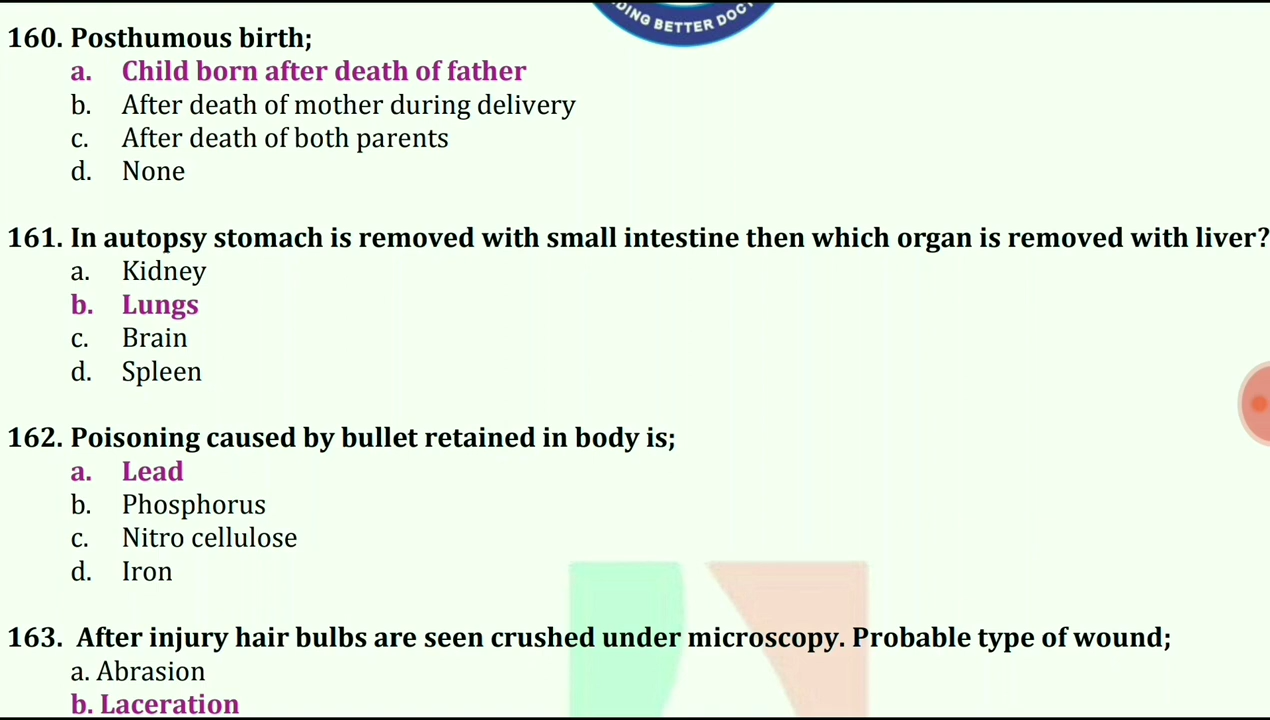 DING BETTER DOCT
160. Posthumous birth;
a. Child born after death of father
b. After death of mother during delivery
c. After death of both parents
d. None
161. In autopsy stomach is removed with small intestine then which organ is removed with liver?
a. Kidney
b. Lungs
c. Brain
d. Spleen
162. Poisoning caused by bullet retained in body is;
a. Lead
b. Phosphorus
c. Nitro cellulose
d. Iron
163. After injury hair bulbs are seen crushed under microscopy. Probable type of wound;
a. Abrasion
b. Laceration